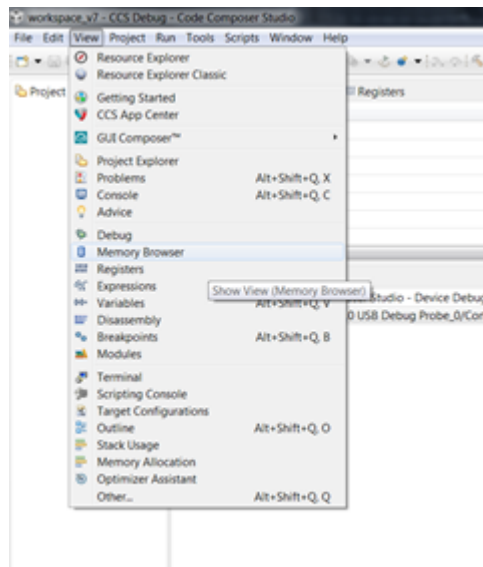 workspace_v7 - CCS Debug - Code Composer Studio
File Edit View Project Run Tools Scripts Window Help
Project
Registers
Resource Explorer
Resource Explorer Classic
Getting Started
CCS App Center
GUI Composer™
Project Explorer
Problems Alt+Shift+Q, X
Console Alt+Shift+Q, C
Advice
Debug
Memory Browser
Registers
Expressions
Show View (Memory Browser)
Studio - Device Debug
Variables Alt+Shift+Q, V
0 USB Debug Probe_0/Cor
Disassembly
Breakpoints Alt+Shift+Q, B
Modules
Terminal
Scripting Console
Target Configurations
Outline Alt+Shift+Q, O
Stack Usage
Memory Allocation
Optimizer Assistant
Other... Alt+Shift+Q, Q